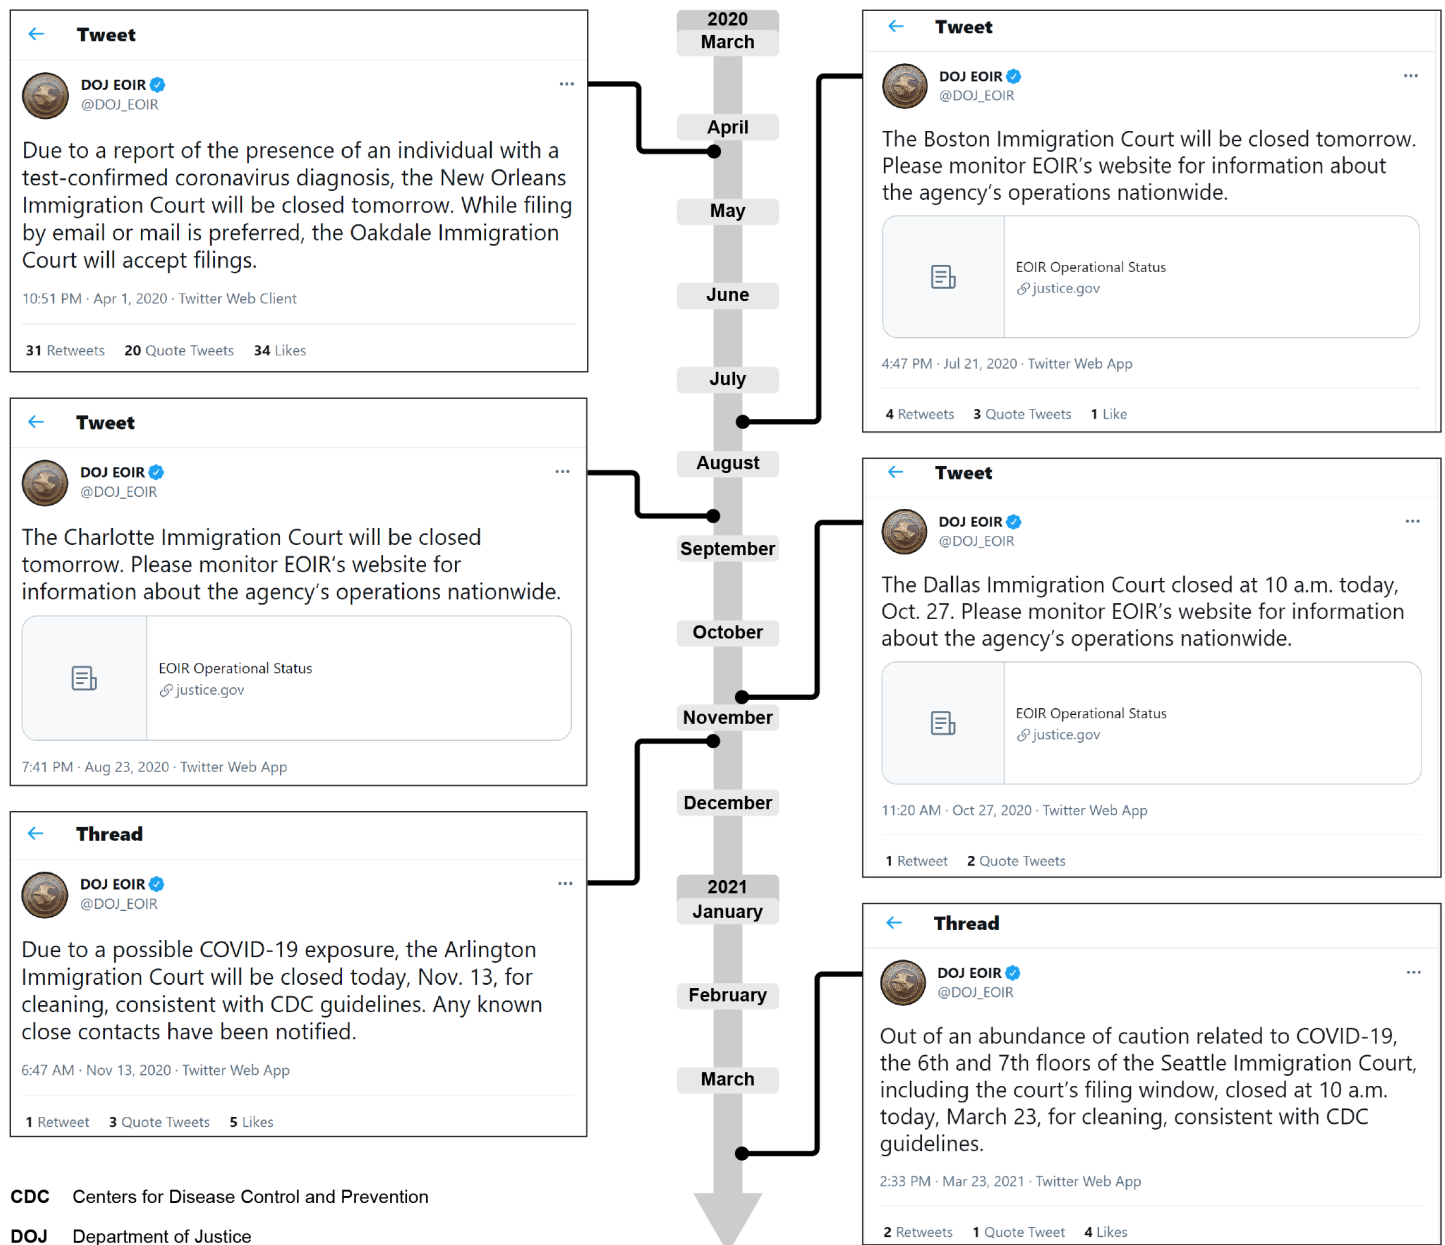 Tweet
DOJ EOIR
@DOJ_EOIR
Due to a report of the presence of an individual with a
test-confirmed coronavirus diagnosis, the New Orleans
Immigration Court will be closed tomorrow. While filing
by email or mail is preferred, the Oakdale Immigration
Court will accept filings.
10:51 PM · Apr 1, 2020 · Twitter Web Client
31 Retweets 20 Quote Tweets 34 Likes
Tweet
DOJ EOIR
@DOJ_EOIR
The Charlotte Immigration Court will be closed
tomorrow. Please monitor EOIR's website for
information about the agency's operations nationwide.
EOIR Operational Status
justice.gov
7:41 PM · Aug 23, 2020 · Twitter Web App
Thread
DOJ EOIR
@DOJ_EOIR
Due to a possible COVID-19 exposure, the Arlington
Immigration Court will be closed today, Nov. 13, for
cleaning, consistent with CDC guidelines. Any known
close contacts have been notified.
6:47 AM · Nov 13, 2020 · Twitter Web App
1 Retweet 3 Quote Tweets 5 Likes
2020
March
April
May
June
July
August
September
October
November
December
2021
January
February
March
Tweet
DOJ EOIR
@DOJ_EOIR
The Boston Immigration Court will be closed tomorrow.
Please monitor EOIR's website for information about
the agency's operations nationwide.
EOIR Operational Status
justice.gov
4:47 PM · Jul 21, 2020 · Twitter Web App
4 Retweets 3 Quote Tweets 1 Like
Tweet
DOJ EOIR
@DOJ_EOIR
The Dallas Immigration Court closed at 10 a.m. today,
Oct. 27. Please monitor EOIR's website for information
about the agency's operations nationwide.
EOIR Operational Status
justice.gov
11:20 AM · Oct 27, 2020 · Twitter Web App
1 Retweet 2 Quote Tweets
Thread
DOJ EOIR
@DOJ_EOIR
Out of an abundance of caution related to COVID-19,
the 6th and 7th floors of the Seattle Immigration Court,
including the court's filing window, closed at 10 a.m.
today, March 23, for cleaning, consistent with CDC
guidelines.
2:33 PM · Mar 23, 2021 · Twitter Web App
2 Retweets 1 Quote Tweet 4 Likes
CDC Centers for Disease Control and Prevention
DOJ Department of Justice